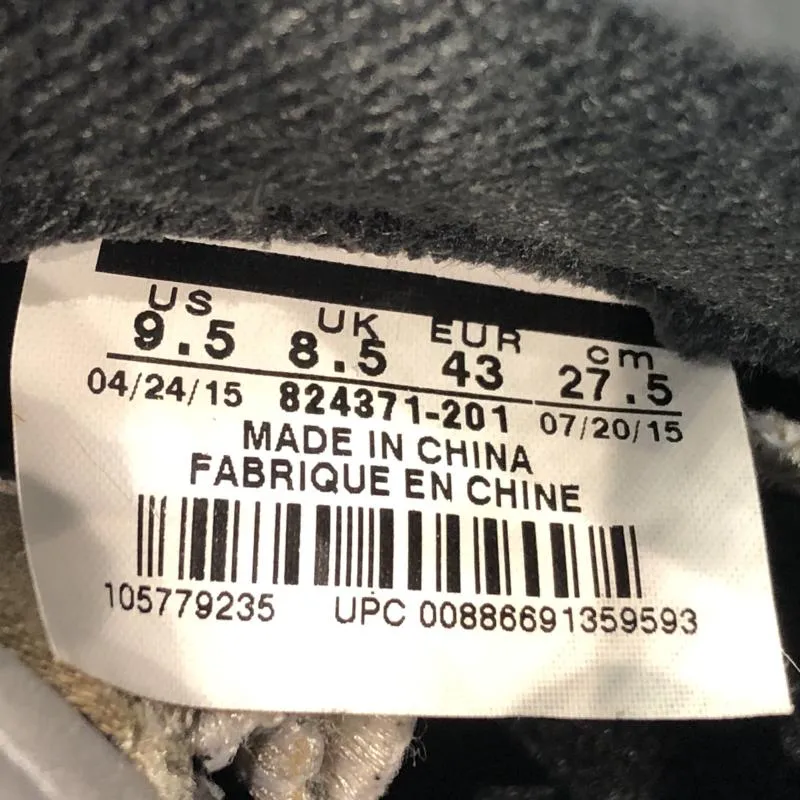 US UK EUR cm
9.5 8.5 43 27.5
04/24/15 824371-201 07/20/15
MADE IN CHINA
FABRIQUE EN CHINE
105779235 UPC 00886691359593